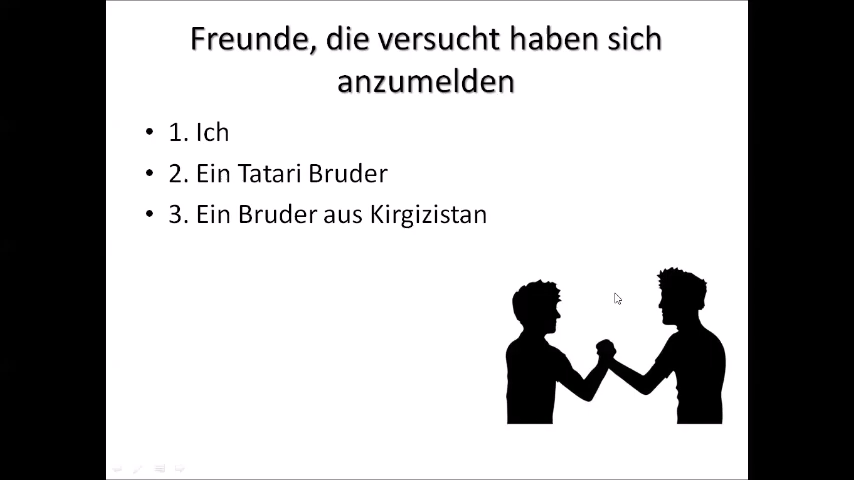 Freunde, die versucht haben sich
anzumelden
• 1. Ich
• 2. Ein Tatari Bruder
• 3. Ein Bruder aus Kirgizistan